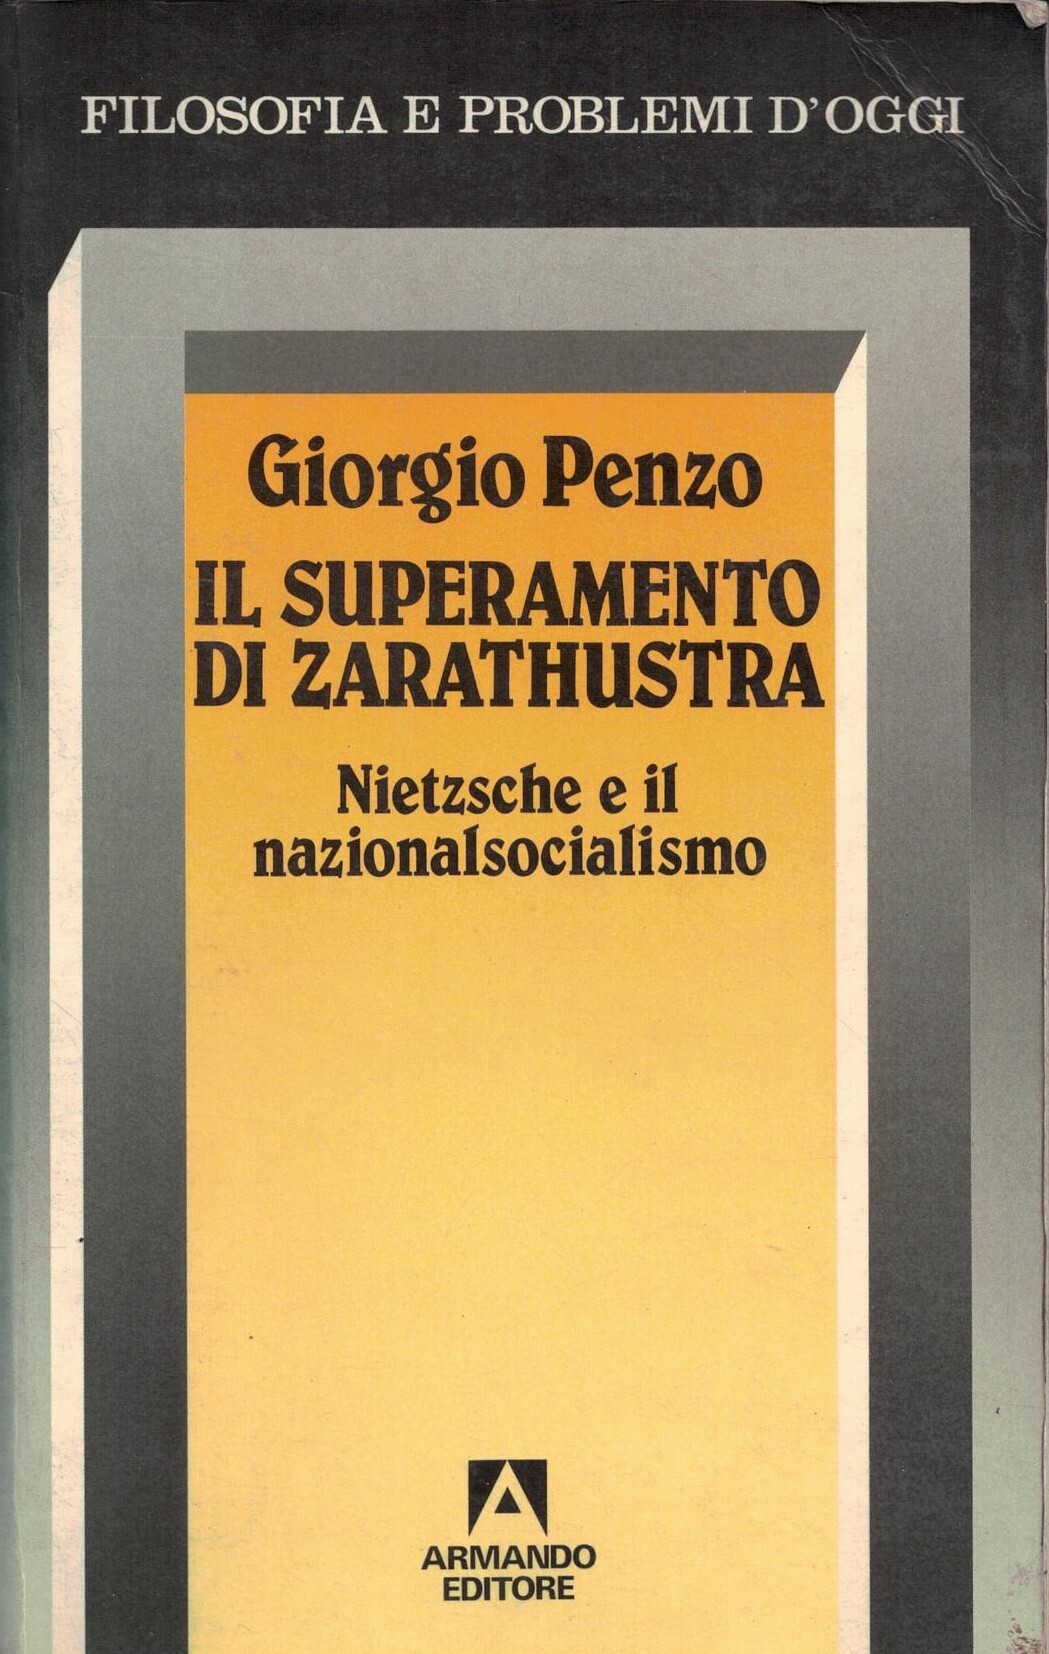 FILOSOFIA E PROBLEMI D'OGGI
Giorgio Penzo
IL SUPERAMENTO
DI ZARATHUSTRA
Nietzsche e il
nazionalsocialismo
ARMANDO
EDITORE